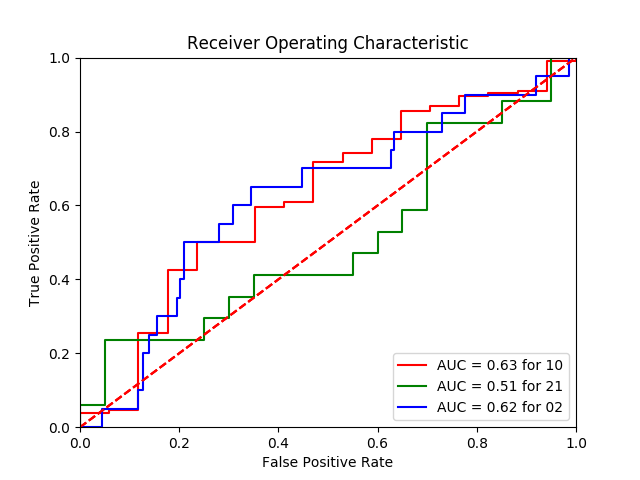 Receiver Operating Characteristic
1.0
0.8
0.6
0.4
0.2
0.0
True Positive Rate
AUC = 0.63 for 10
AUC = 0.51 for 21
AUC = 0.62 for 02
0.0 0.2 0.4 0.6 0.8 1.0
False Positive Rate